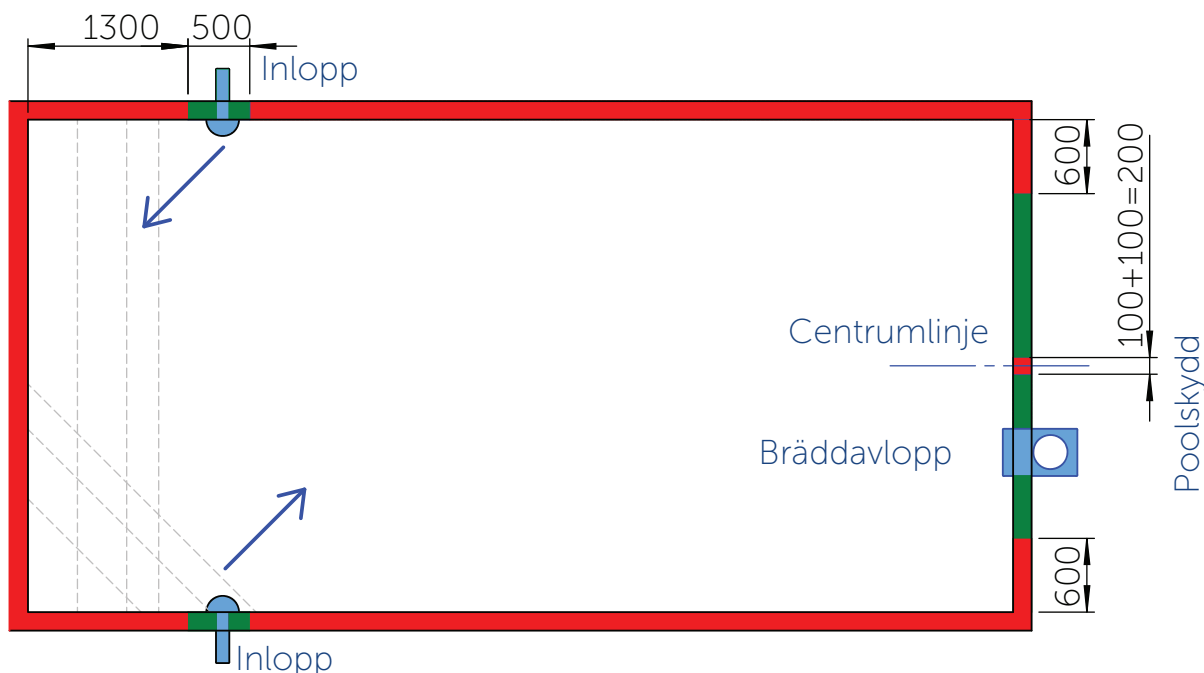 1300
500
Inlopp
600
100+100=200
Centrumlinje
Poolskydd
Bräddavlopp
600
Inlopp